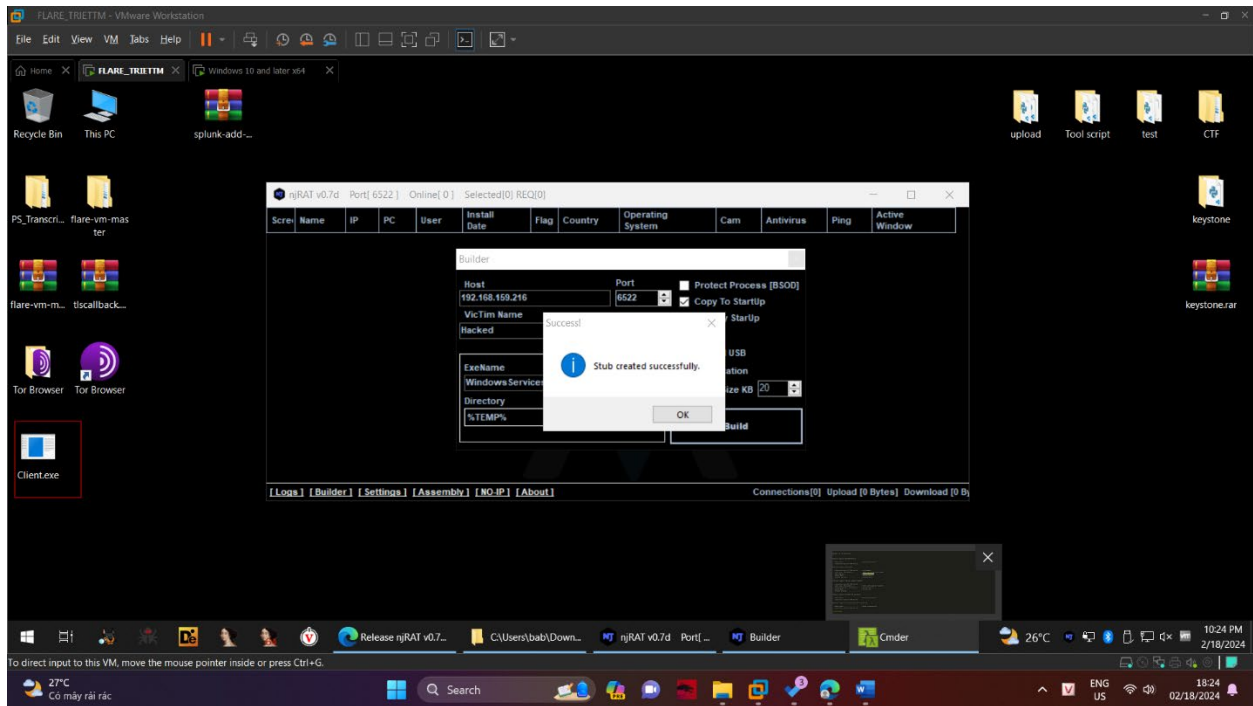 FLARE_TRIETTM - VMware Workstation
File Edit View VM Tabs Help
Home
FLARE_TRIETTM
Windows 10 and later x64
Recycle Bin
This PC
splunk-add-...
upload
Tool script
test
CTF
PS_Transcri...
flare-vm-mas
ter
keystone
njRAT v0.7d Port[ 6522 ] Online[ 0 ] Selected[0] REQ[0]
Scre Name IP PC User Install Date Flag Country Operating System Cam Antivirus Ping Active Window
Builder
Host
192.168.159.216
Port
6522
Protect Process [BSOD]
Copy To StartUp
StarUp
VicTim Name
Hacked
USB
ExeName
WindowsService
ize KB
20
Directory
%TEMP%
Build
Success!
Stub created successfully.
OK
flare-vm-m...
tlscallback....
keystone.rar
Tor Browser
Tor Browser
Client.exe
[ Logs ] [ Builder ] [ Settings ] [ Assembly ] [ NO-IP ] [ About ]
Connections[0] Upload [0 Bytes] Download [0 By
Release njRAT v0.7...
C:\Users\bab\Down...
njRAT v0.7d Port[ ...
Builder
Cmder
26°C
10:24 PM
2/18/2024
To direct input to this VM, move the mouse pointer inside or press Ctrl+G.
27°C
Có mây rải rác
Search
ENG
US
18:24
02/18/2024